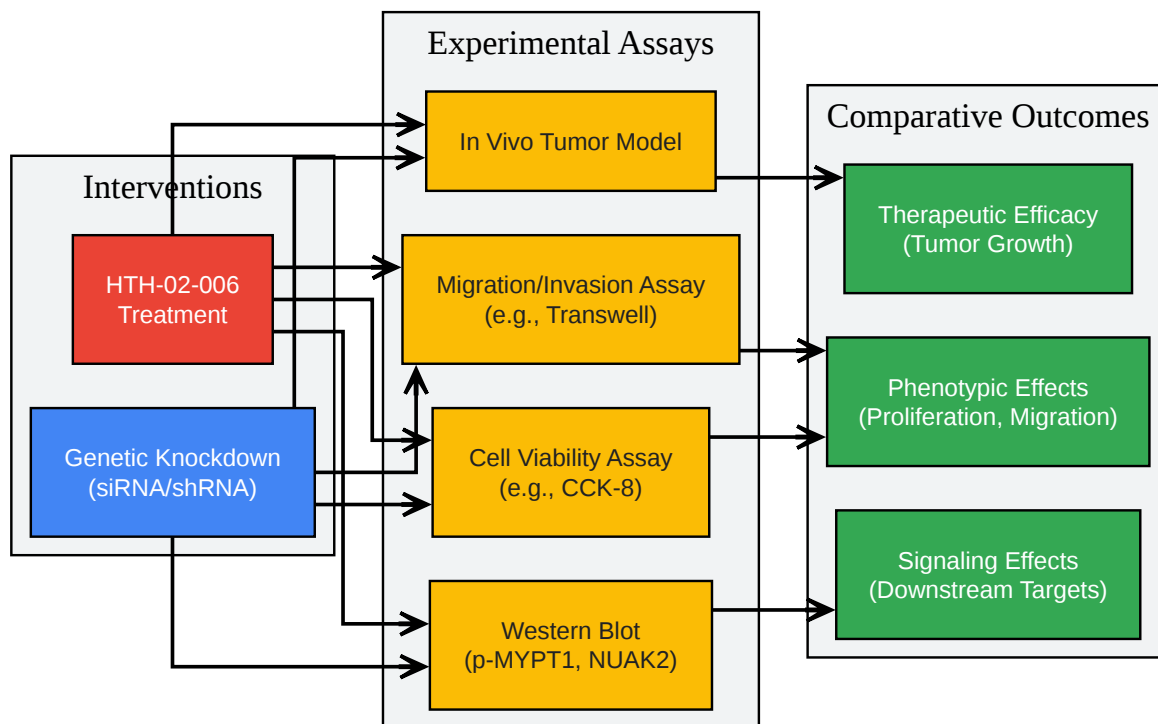 Interventions
HTH-02-006
Treatment
Genetic Knockdown
(siRNA/shRNA)
Experimental Assays
In Vivo Tumor Model
Migration/Invasion Assay
(e.g., Transwell)
Cell Viability Assay
(e.g., CCK-8)
Western Blot
(p-MYPT1, NUAK2)
Comparative Outcomes
Therapeutic Efficacy
(Tumor Growth)
Phenotypic Effects
(Proliferation, Migration)
Signaling Effects
(Downstream Targets)